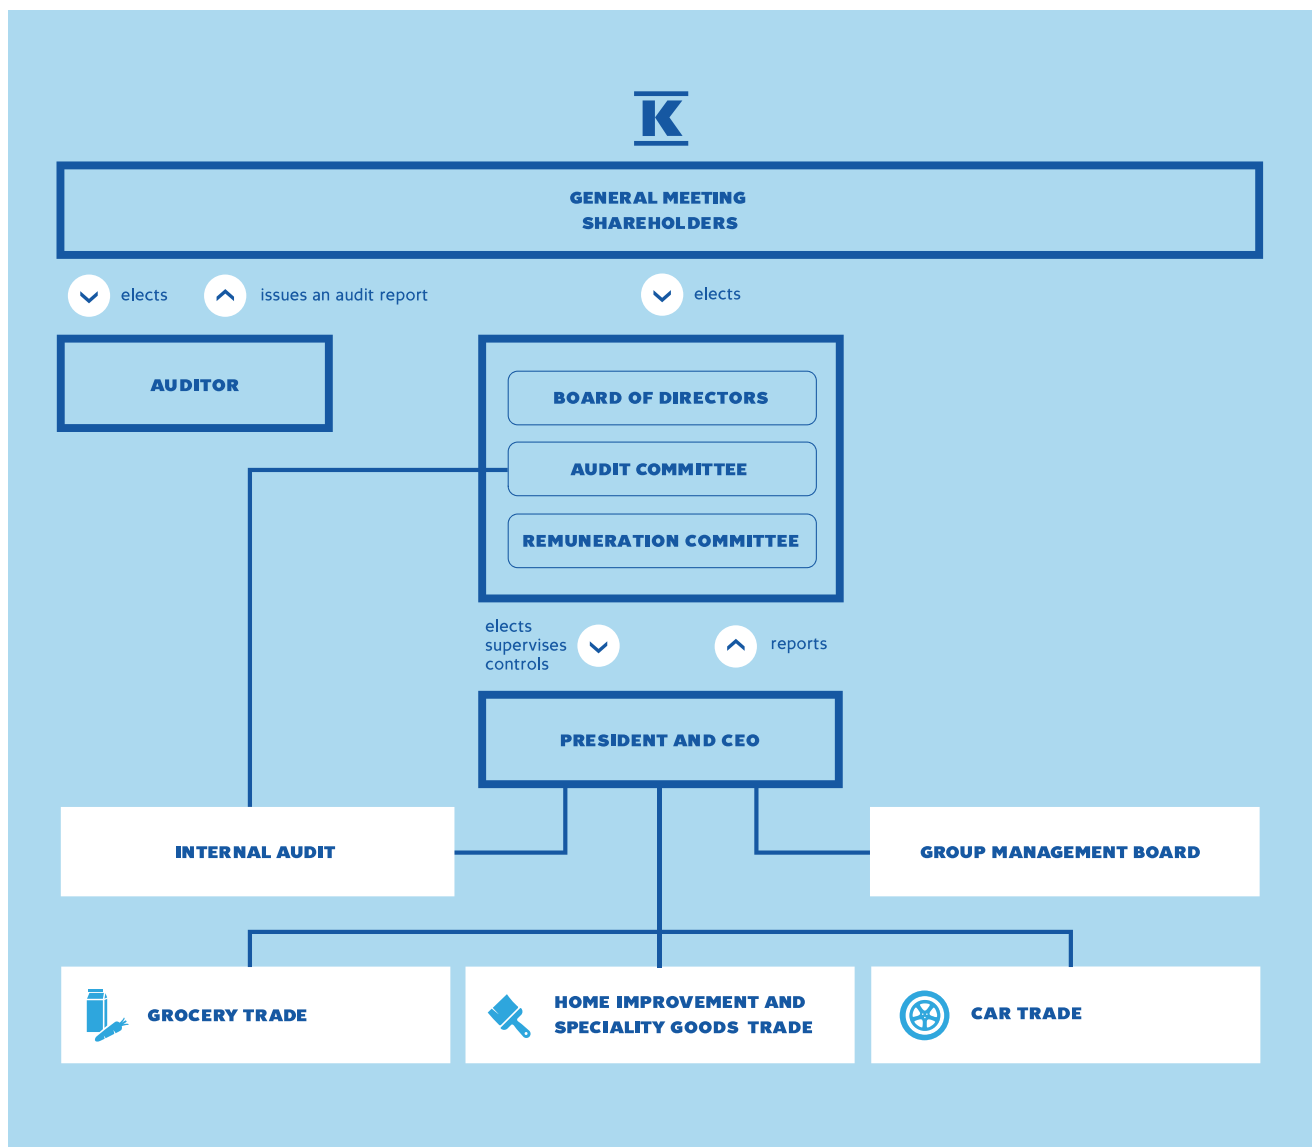 K
GENERAL MEETING
SHAREHOLDERS
elects
issues an audit report
elects
AUDITOR
BOARD OF DIRECTORS
AUDIT COMMITTEE
REMUNERATION COMMITTEE
elects
supervises
controls
reports
PRESIDENT AND CEO
INTERNAL AUDIT
GROUP MANAGEMENT BOARD
GROCERY TRADE
HOME IMPROVEMENT AND
SPECIALITY GOODS TRADE
CAR TRADE